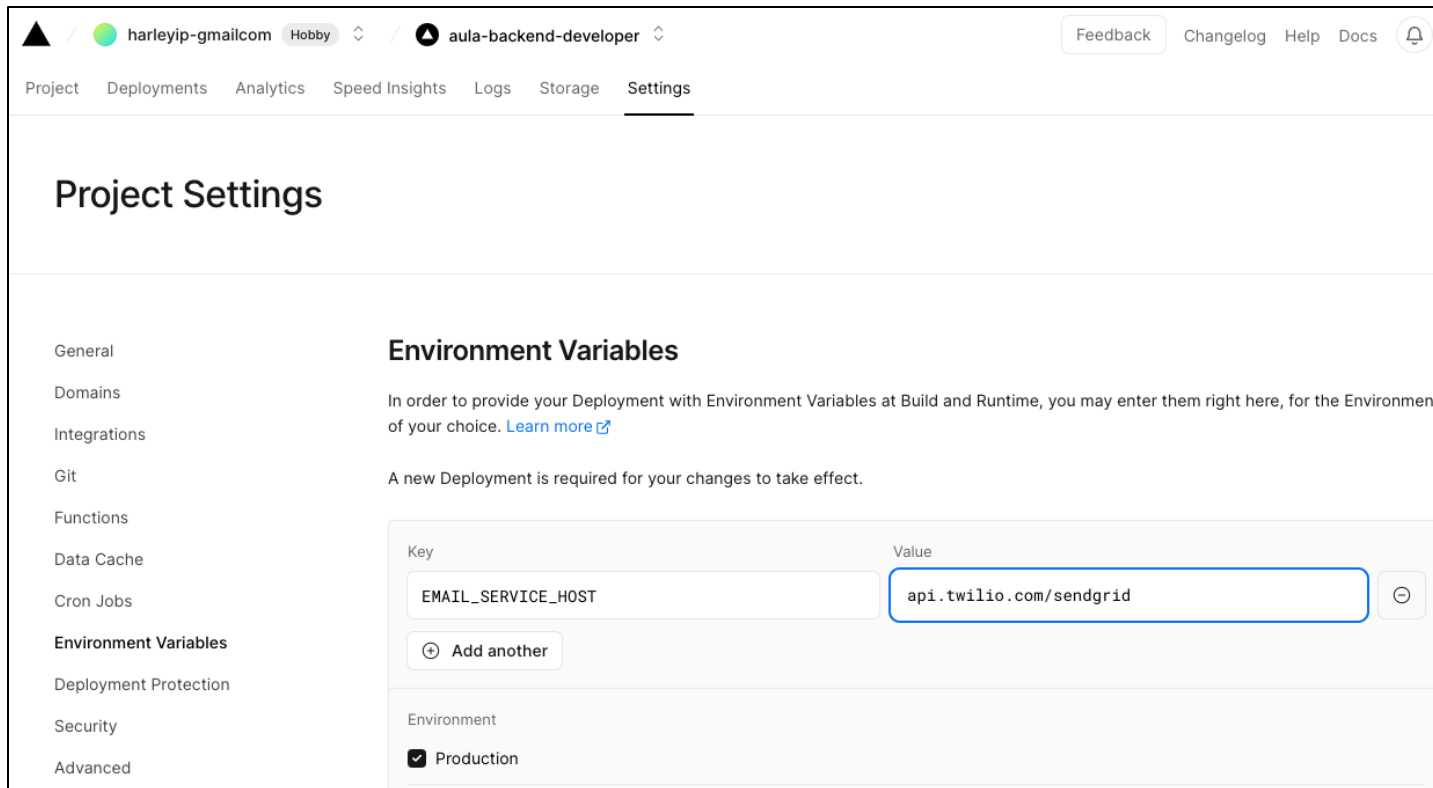 harleyip-gmailcom Hobby aula-backend-developer Feedback Changelog Help Docs
Project Deployments Analytics Speed Insights Logs Storage Settings
Project Settings
General
Domains
Integrations
Git
Functions
Data Cache
Cron Jobs
Environment Variables
Deployment Protection
Security
Advanced
Environment Variables
In order to provide your Deployment with Environment Variables at Build and Runtime, you may enter them right here, for the Environmen
of your choice. Learn more
A new Deployment is required for your changes to take effect.
Key Value
EMAIL_SERVICE_HOST api.twilio.com/sendgrid
Add another
Environment
Production